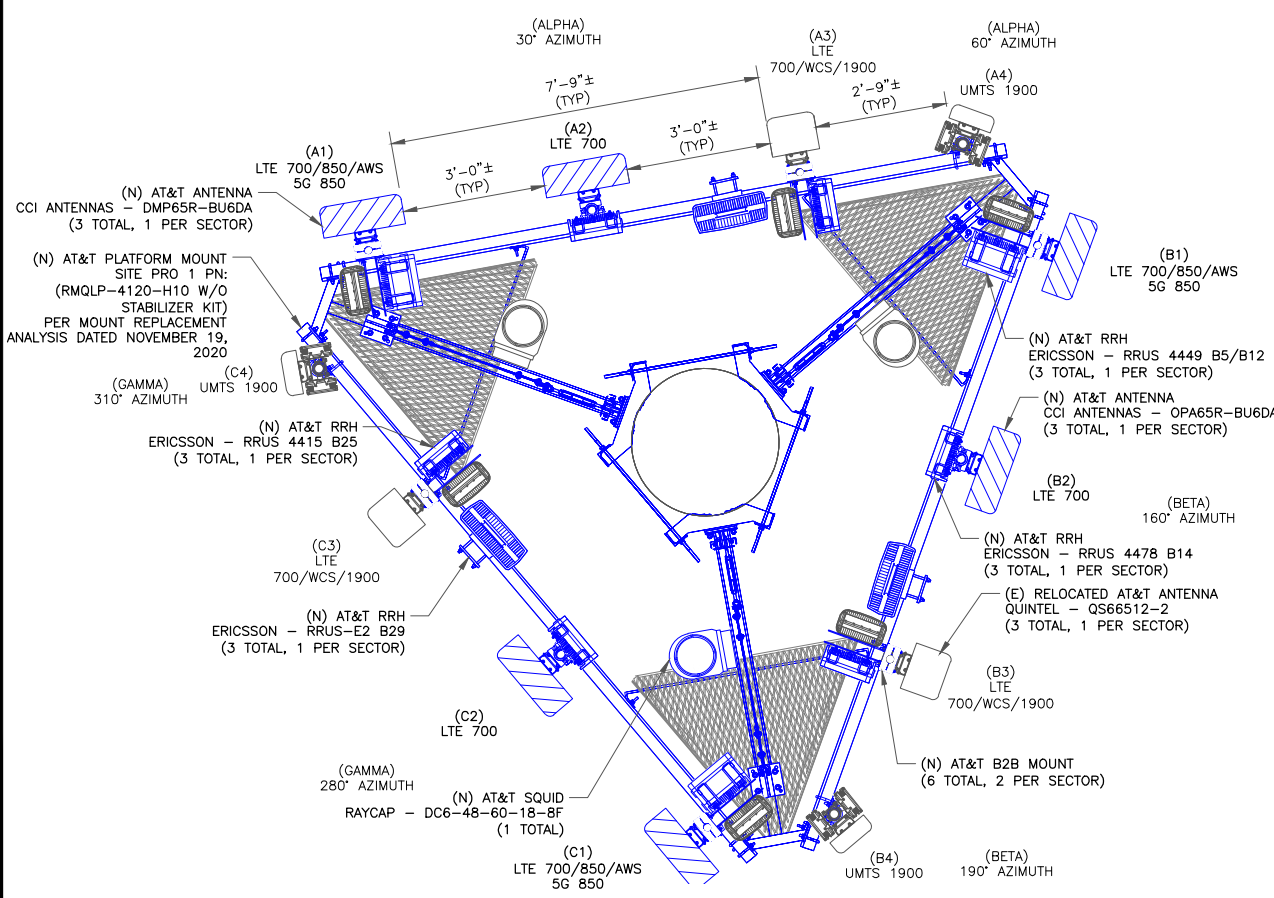 (ALPHA)
30° AZIMUTH
(A3)
LTE
700/WCS/1900
(ALPHA)
60° AZIMUTH
(A4)
UMTS 1900
7'-9"±
(TYP)
2'-9"±
(TYP)
(A2)
LTE 700
3'-0"±
(TYP)
(A1)
LTE 700/850/AWS
5G 850
3'-0"±
(TYP)
(N) AT&T ANTENNA
CCI ANTENNAS - DMP65R-BU6DA
(3 TOTAL, 1 PER SECTOR)
(N) AT&T PLATFORM MOUNT
SITE PRO 1 PN:
(RMQLP-4120-H10 W/O
STABILIZER KIT)
PER MOUNT REPLACEMENT
ANALYSIS DATED NOVEMBER 19,
2020
(B1)
LTE 700/850/AWS
5G 850
(N) AT&T RRH
ERICSSON - RRUS 4449 B5/B12
(3 TOTAL, 1 PER SECTOR)
(C4)
UMTS 1900
(GAMMA)
310° AZIMUTH
(N) AT&T ANTENNA
CCI ANTENNAS - OPA65R-BU6DA
(3 TOTAL, 1 PER SECTOR)
(N) AT&T RRH
ERICSSON - RRUS 4415 B25
(3 TOTAL, 1 PER SECTOR)
(B2)
LTE 700
(BETA)
160° AZIMUTH
(N) AT&T RRH
ERICSSON - RRUS 4478 B14
(3 TOTAL, 1 PER SECTOR)
(C3)
LTE
700/WCS/1900
(E) RELOCATED AT&T ANTENNA
QUINTEL - QS66512-2
(3 TOTAL, 1 PER SECTOR)
(N) AT&T RRH
ERICSSON - RRUS-E2 B29
(3 TOTAL, 1 PER SECTOR)
(B3)
LTE
700/WCS/1900
(C2)
LTE 700
(N) AT&T B2B MOUNT
(6 TOTAL, 2 PER SECTOR)
(GAMMA)
280° AZIMUTH
(N) AT&T SQUID
RAYCAP - DC6-48-60-18-8F
(1 TOTAL)
(C1)
LTE 700/850/AWS
5G 850
(B4)
UMTS 1900
(BETA)
190° AZIMUTH